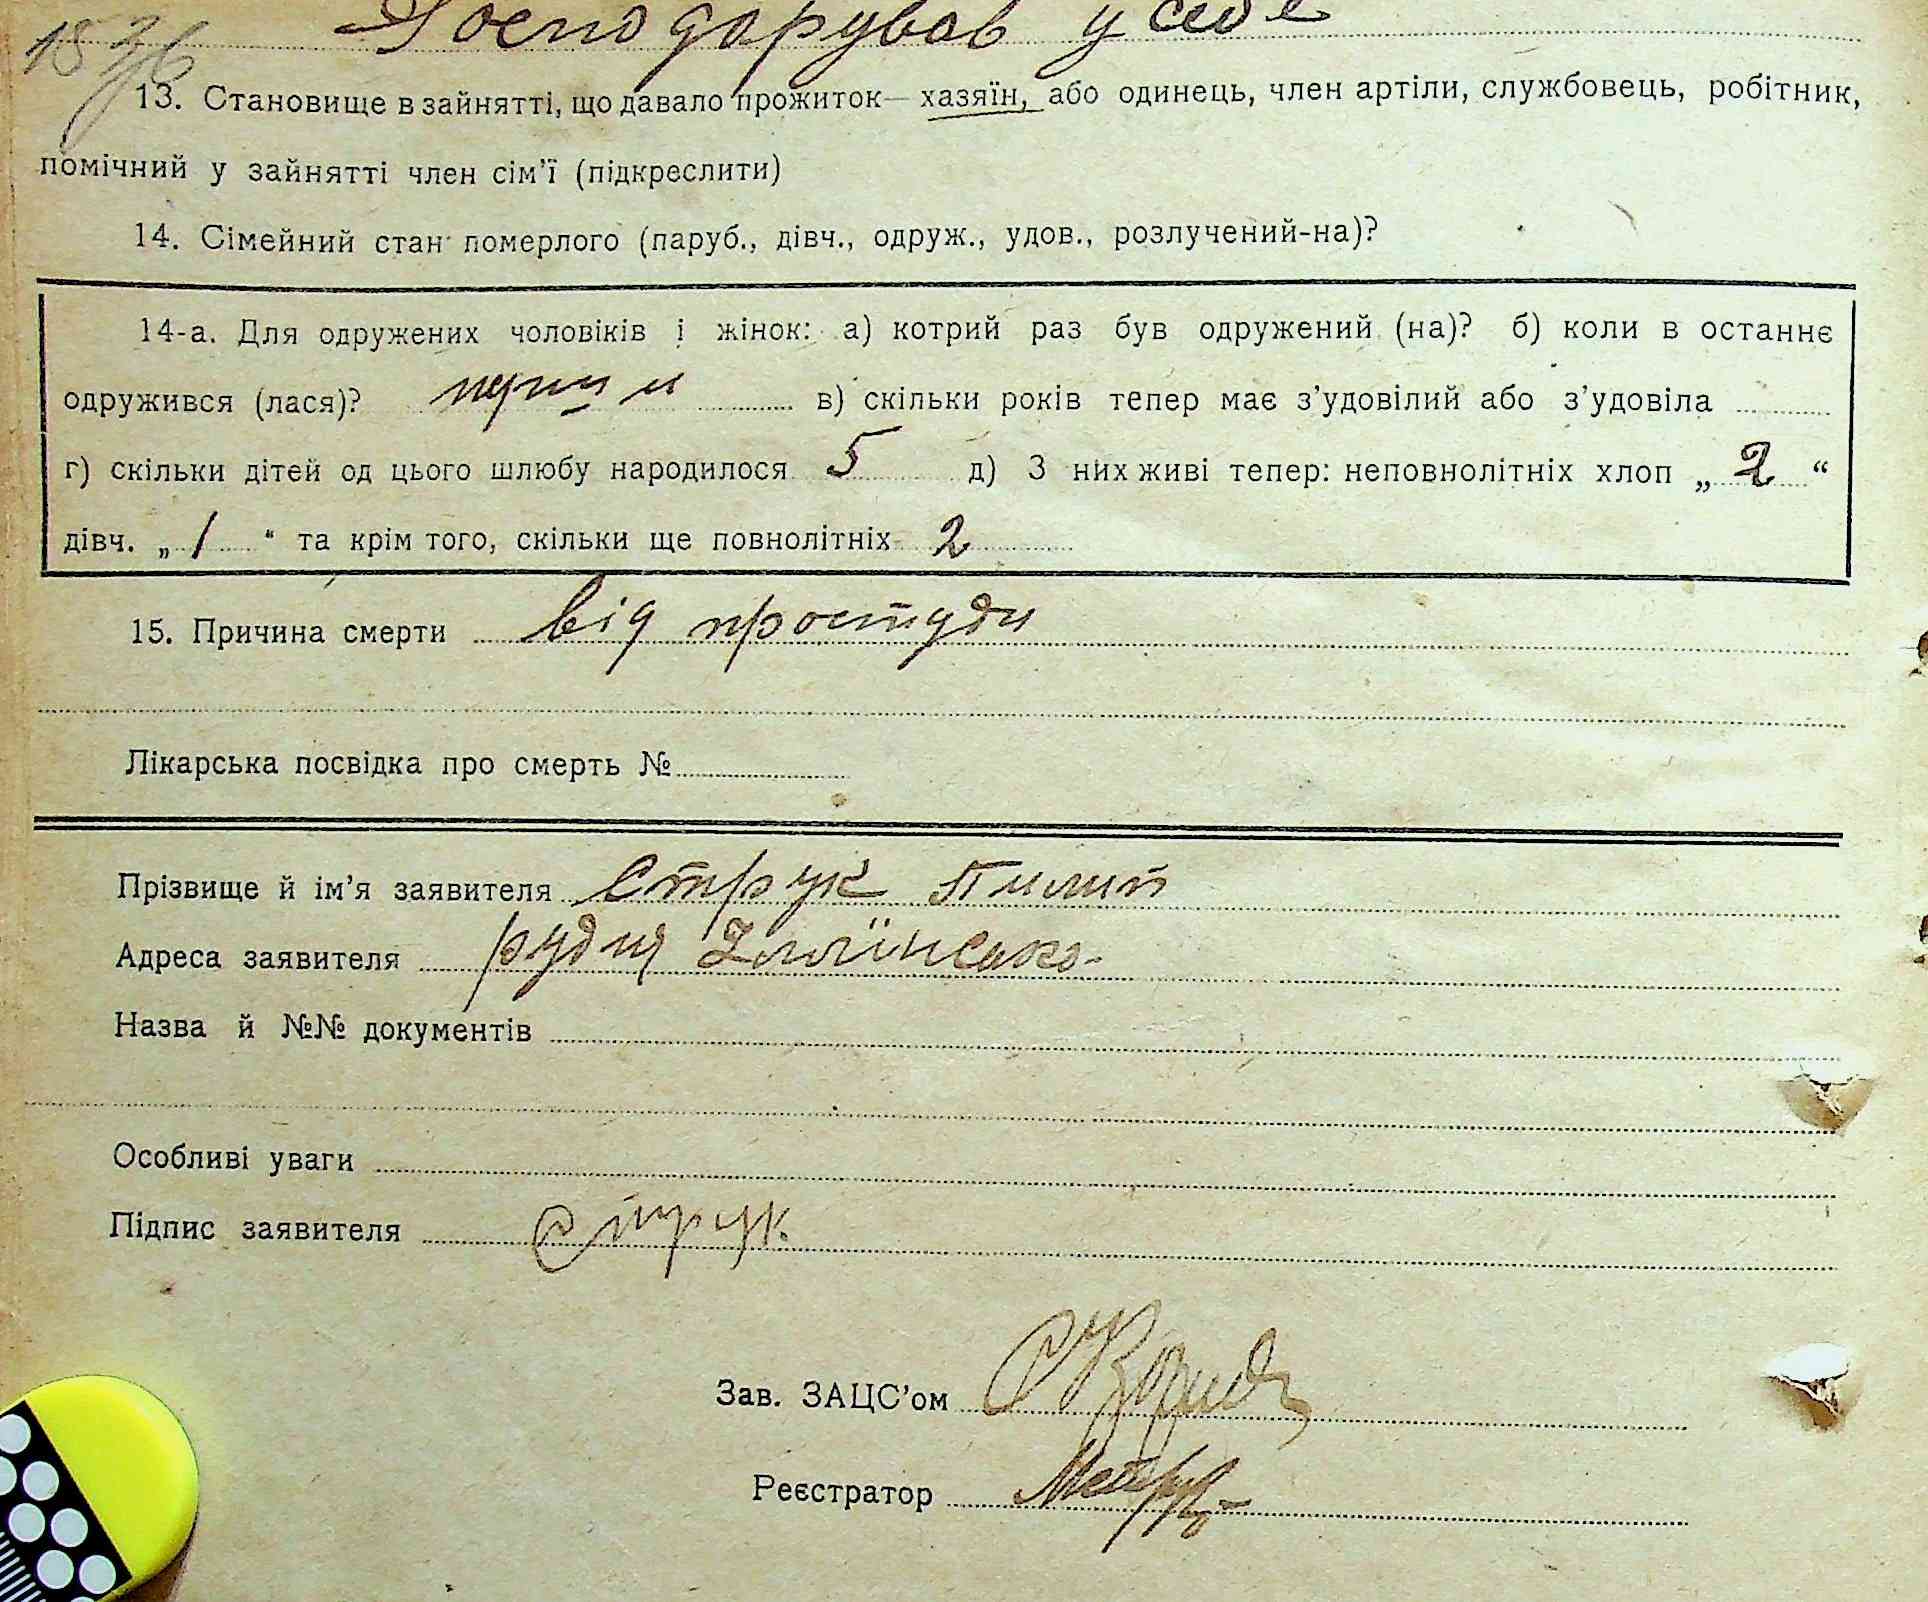 Господарував у себе
13. Становище в зайнятті, що давало прожиток— хазяїн, або одинець, член артіли, службовець, робітник,
помічний у зайнятті член сім'ї (підкреслити)
14. Сімейний стан померлого (паруб., дівч., одруж., удов., розлучений-на)?
14-а. Для одружених чоловіків і жінок: а) котрий раз був одружений (на)? б) коли в останнє
одружився (лася)? перший в) скільки років тепер має з'удовілий або з'удовіла
г) скільки дітей од цього шлюбу народилося 5 д) З них живі тепер: неповнолітніх хлоп „ 2 “
дівч. „ 1 “ та крім того, скільки ще повнолітніх 2
15. Причина смерти від простуди
Лікарська посвідка про смерть №
Прізвище й ім'я заявителя Струк Пилип
Адреса заявителя рудня
Назва й №№ документів
Особливі уваги
Підпис заявителя Струк.
Зав. ЗАЦС'ом
Реєстратор